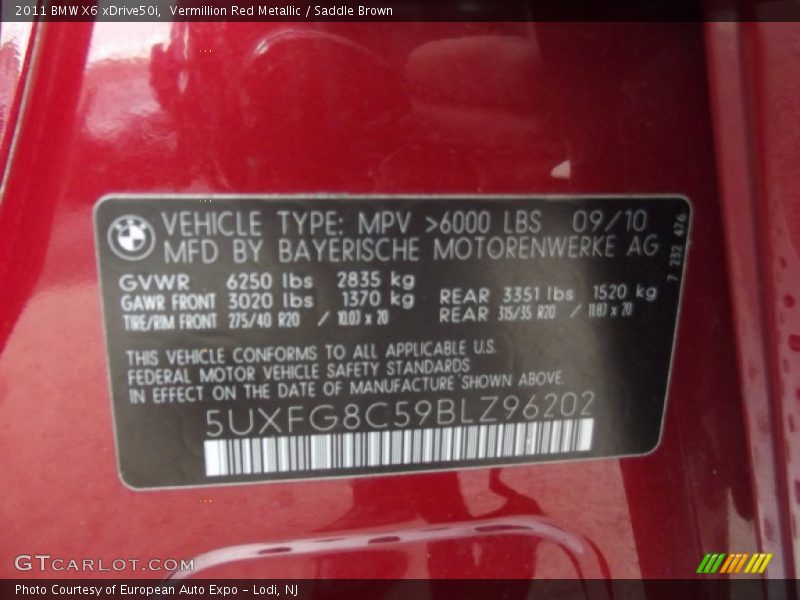 2011 BMW X6 xDrive50i, Vermillion Red Metallic / Saddle Brown
VEHICLE TYPE: MPV >6000 LBS 09/10
MFD BY BAYERISCHE MOTORENWERKE AG
7 232 476
GVWR 6250 lbs 2835 kg
GAWR FRONT 3020 lbs 1370 kg REAR 3351 lbs 1520 kg
TIRE/RIM FRONT 275/40 R20 / 10.0J x 20 REAR 315/35 R20 / 11.0J x 20
THIS VEHICLE CONFORMS TO ALL APPLICABLE U.S.
FEDERAL MOTOR VEHICLE SAFETY STANDARDS
IN EFFECT ON THE DATE OF MANUFACTURE SHOWN ABOVE.
5UXFG8C59BLZ96202
GTCARLOT.COM
Photo Courtesy of European Auto Expo - Lodi, NJ